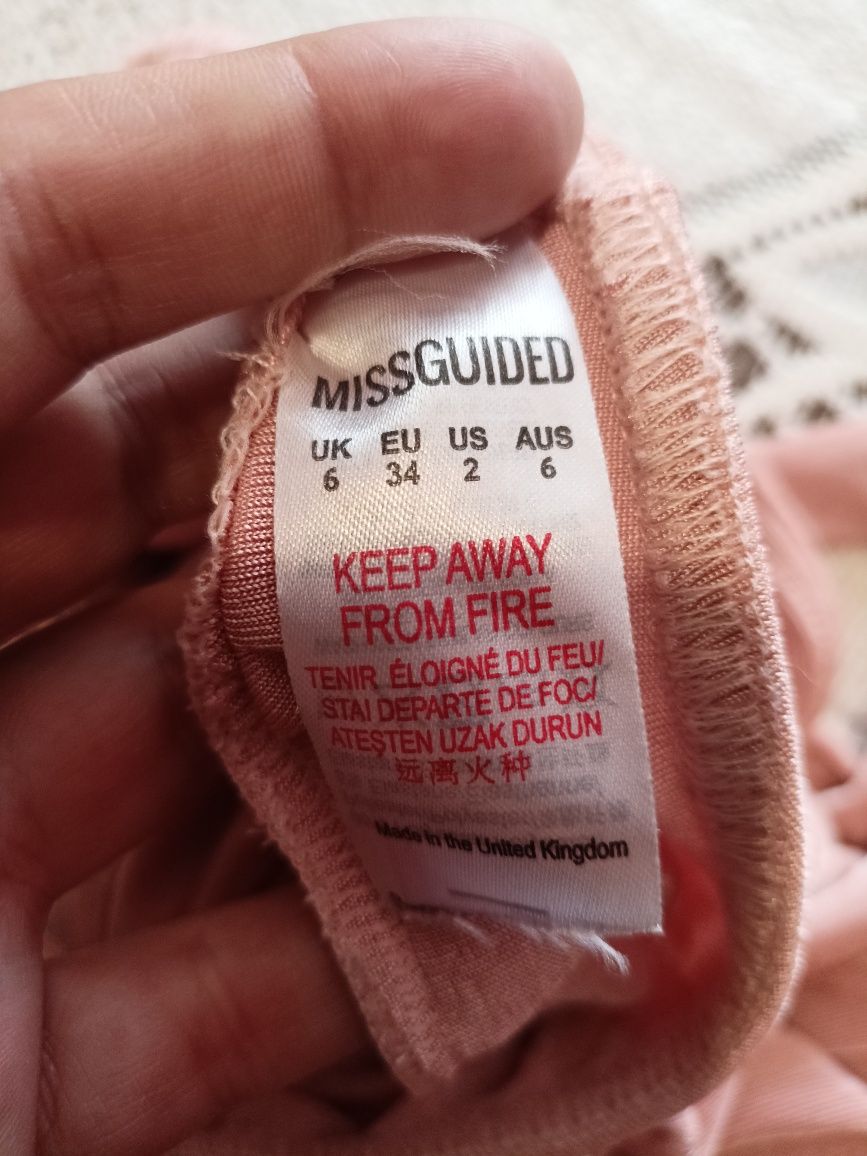 MISSGUIDED
UK EU US AUS
6 34 2 6
KEEP AWAY
FROM FIRE
TENIR ÉLOIGNÉ DU FEU/
STAI DEPARTE DE FOC/
ATEŞTEN UZAK DURUN
远离火种
Made in the United Kingdom